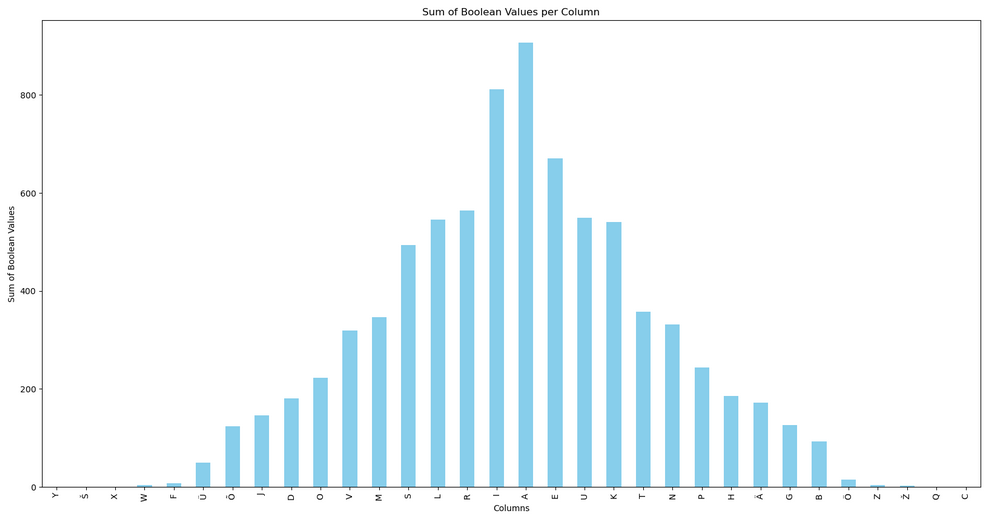 Sum of Boolean Values per Column
Sum of Boolean Values
800
600
400
200
0
Y Š X W F Ü Õ J D O V M S L R I A E U K T N P H Ä G B Ö Z Ž Q C
Columns